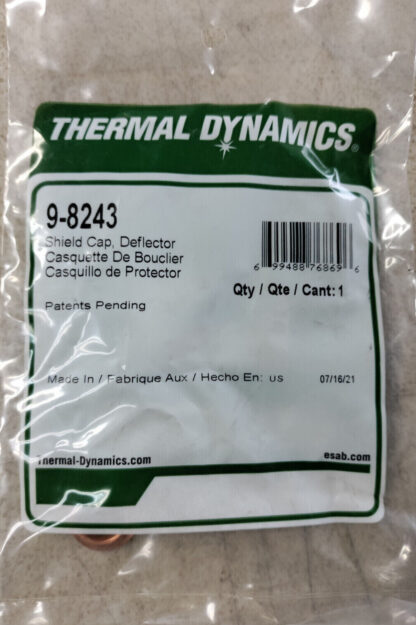 THERMAL DYNAMICS®
9-8243
Shield Cap, Deflector
Casquette De Bouclier
Casquillo de Protector
6 99488 76869 6
Qty / Qte / Cant: 1
Patents Pending
Made In / Fabrique Aux / Hecho En: US 07/16/21
Thermal-Dynamics.com esab.com